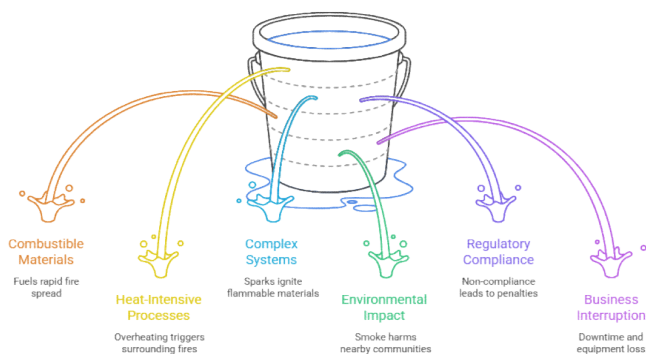 Combustible
Materials
Fuels rapid fire
spread
Heat-Intensive
Processes
Overheating triggers
surrounding fires
Complex
Systems
Sparks ignite
flammable materials
Environmental
Impact
Smoke harms
nearby communities
Regulatory
Compliance
Non-compliance
leads to penalties
Business
Interruption
Downtime and
equipment loss